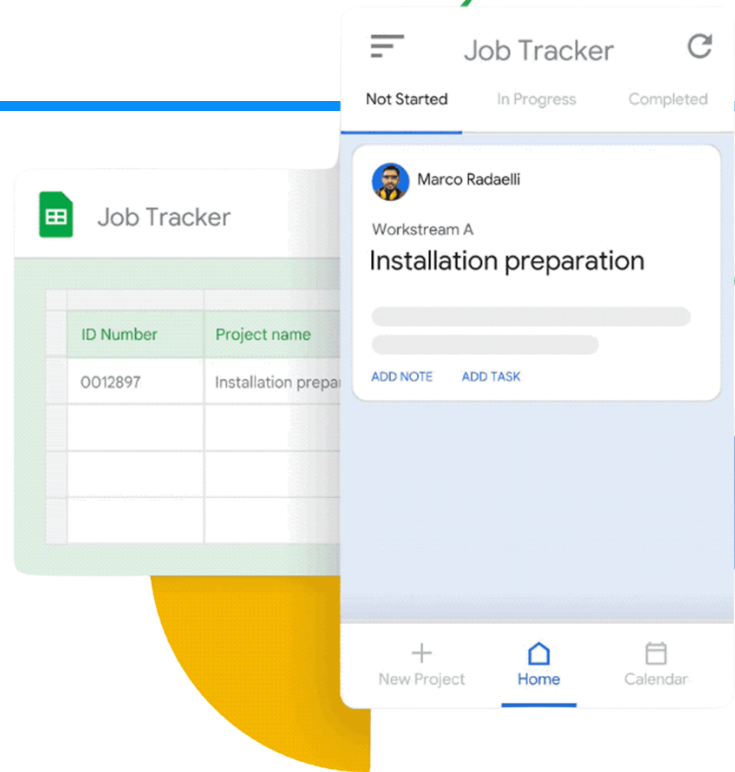 Job Tracker
Not Started In Progress Completed
Marco Radaelli
Workstream A
Installation preparation
ADD NOTE ADD TASK
New Project Home Calendar
Job Tracker
ID Number Project name
0012897 Installation prepa